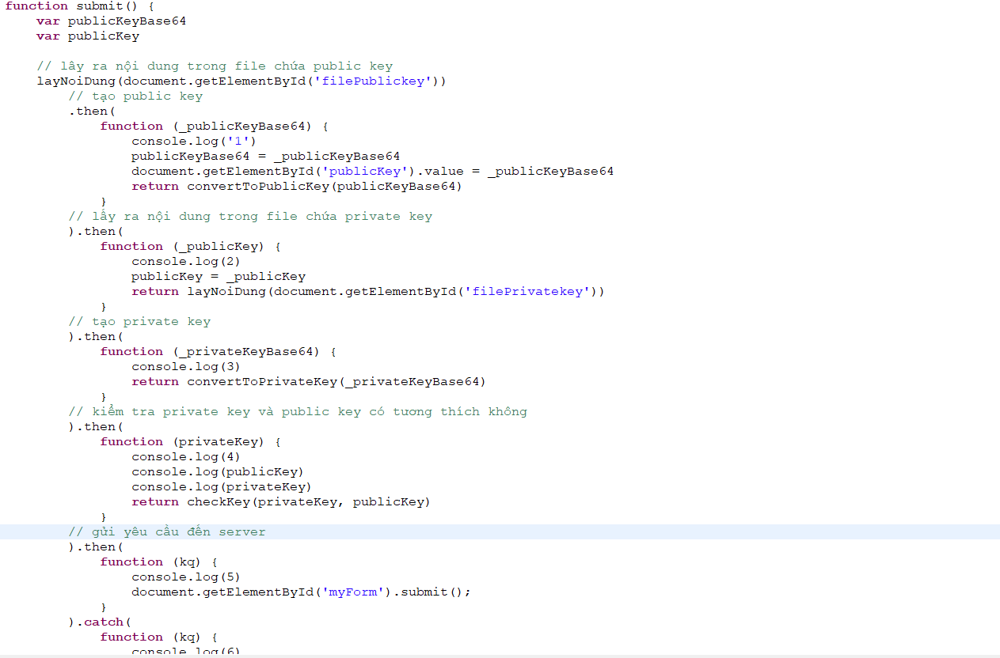 function submit() {
    var publicKeyBase64
    var publicKey

    // lây ra nội dung trong file chứa public key
    layNoiDung(document.getElementById('filePublickey'))
        // tạo public key
        .then(
            function (_publicKeyBase64) {
                console.log('1')
                publicKeyBase64 = _publicKeyBase64
                document.getElementById('publicKey').value = _publicKeyBase64
                return convertToPublicKey(publicKeyBase64)
            }
        // lấy ra nội dung trong file chứa private key
        ).then(
            function (_publicKey) {
                console.log(2)
                publicKey = _publicKey
                return layNoiDung(document.getElementById('filePrivatekey'))
            }
        // tạo private key
        ).then(
            function (_privateKeyBase64) {
                console.log(3)
                return convertToPrivateKey(_privateKeyBase64)
            }
        // kiểm tra private key và public key có tương thích không
        ).then(
            function (privateKey) {
                console.log(4)
                console.log(publicKey)
                console.log(privateKey)
                return checkKey(privateKey, publicKey)
            }
        // gửi yêu cầu đến server
        ).then(
            function (kq) {
                console.log(5)
                document.getElementById('myForm').submit();
            }
        ).catch(
            function (kq) {
                console.log(6)